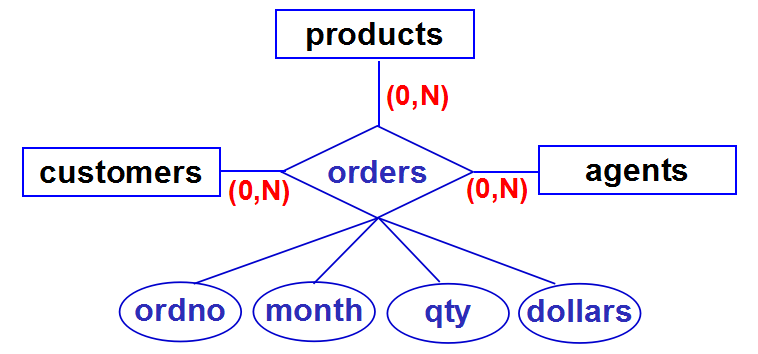 products
(0,N)
customers
(0,N)
orders
(0,N)
agents
ordno
month
qty
dollars